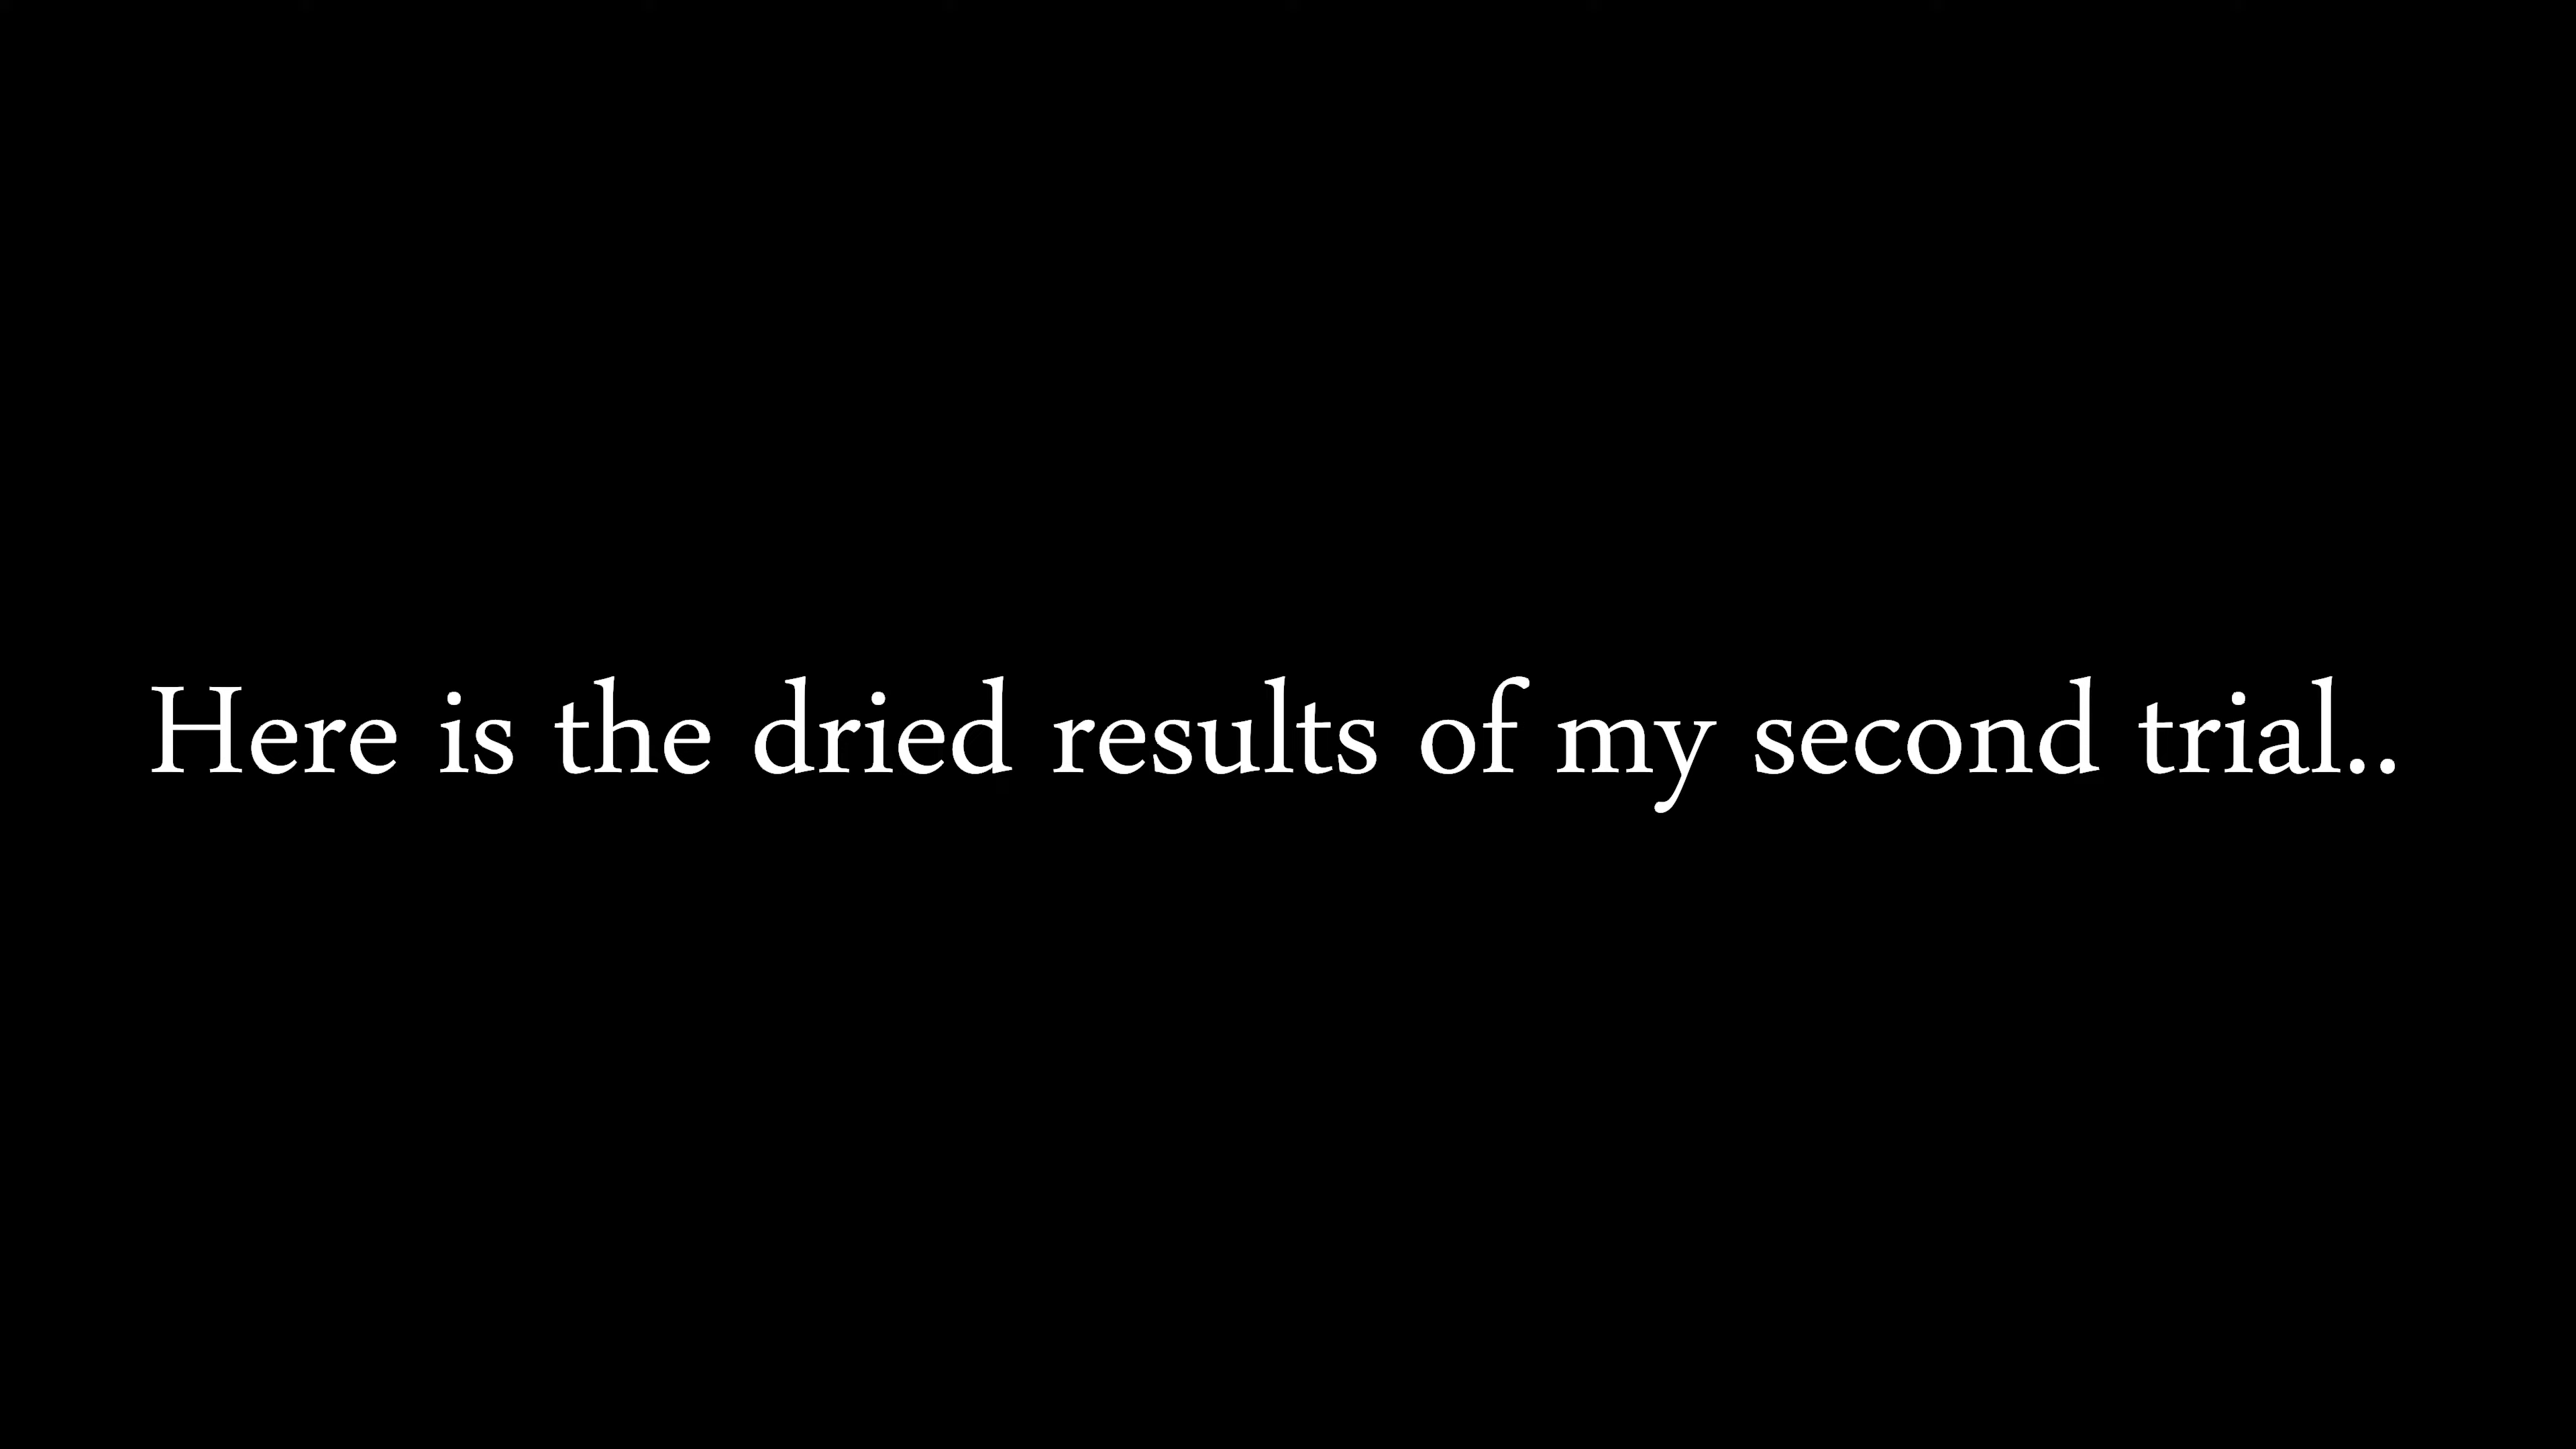 Here is the dried results of my second trial..